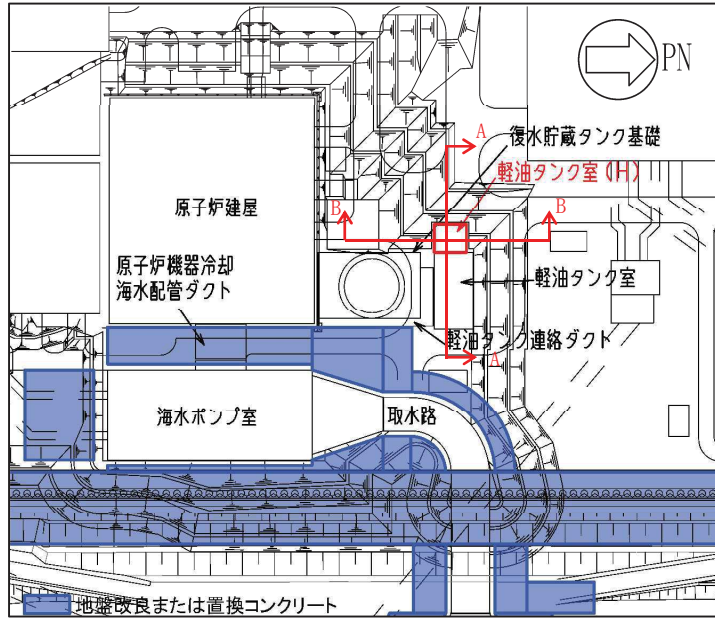 PN
A
復水貯蔵タンク基礎
軽油タンク室(H)
B
B
原子炉建屋
原子炉機器冷却
海水配管ダクト
軽油タンク室
軽油タンク連絡ダクト
A
海水ポンプ室
取水路
地盤改良または置換コンクリート